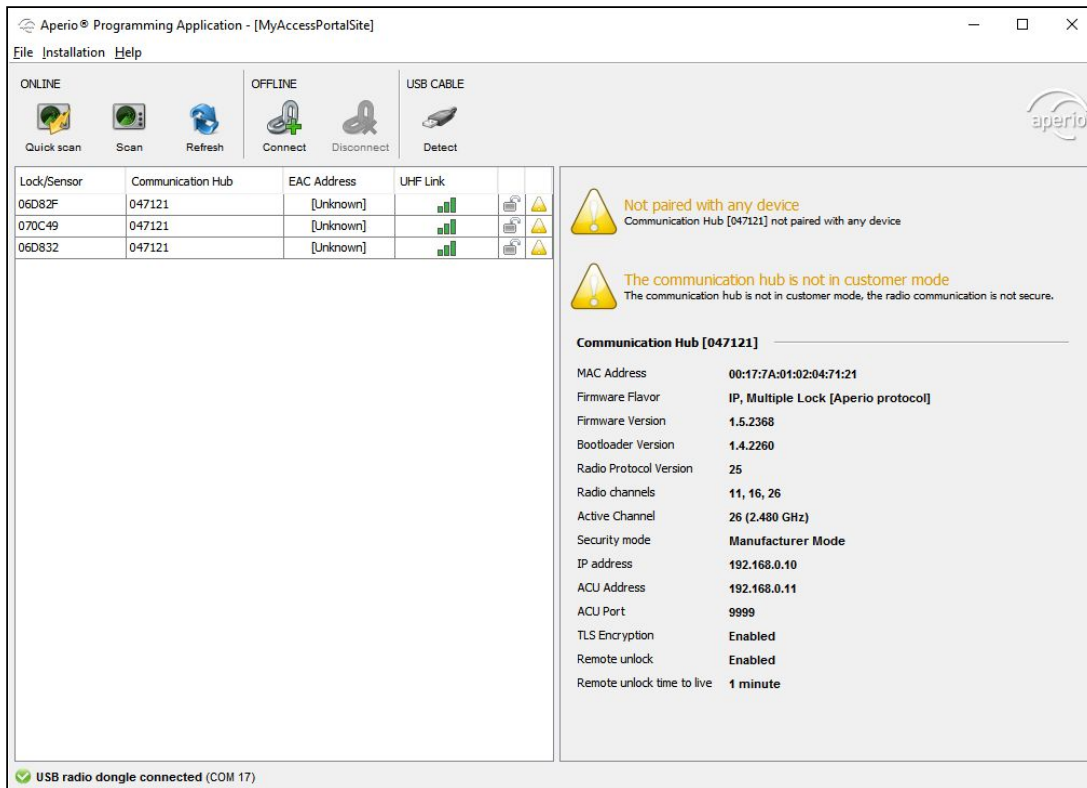 Aperio® Programming Application - [MyAccessPortalSite]
File Installation Help
ONLINE OFFLINE USB CABLE
Quick scan Scan Refresh Connect Disconnect Detect
aperio
Lock/Sensor Communication Hub EAC Address UHF Link
06D82F 047121 [Unknown]
070C49 047121 [Unknown]
06D832 047121 [Unknown]
Not paired with any device
Communication Hub [047121] not paired with any device
The communication hub is not in customer mode
The communication hub is not in customer mode, the radio communication is not secure.
Communication Hub [047121]
MAC Address 00:17:7A:01:02:04:71:21
Firmware Flavor IP, Multiple Lock [Aperio protocol]
Firmware Version 1.5.2368
Bootloader Version 1.4.2260
Radio Protocol Version 25
Radio channels 11, 16, 26
Active Channel 26 (2.480 GHz)
Security mode Manufacturer Mode
IP address 192.168.0.10
ACU Address 192.168.0.11
ACU Port 9999
TLS Encryption Enabled
Remote unlock Enabled
Remote unlock time to live 1 minute
USB radio dongle connected (COM 17)